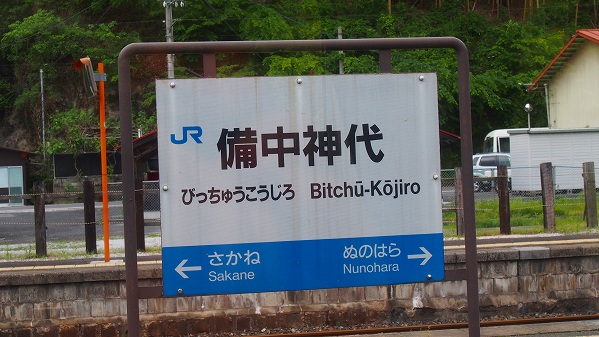 JR 備中神代
びっちゅうこうじろ Bitchū-Kōjiro
← さかね ぬのはら →
Sakane Nunohara